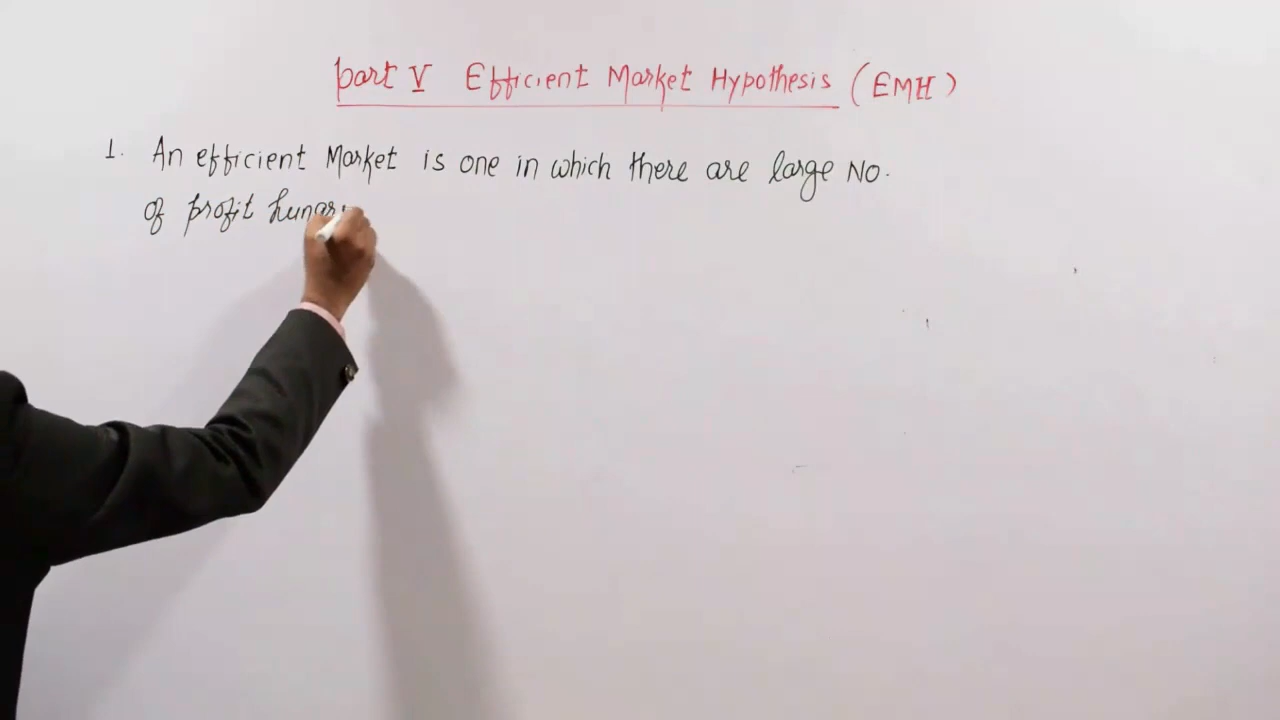 Part V Efficient Market Hypothesis (EMH)
1. An efficient Market is one in which there are large No.
of profit